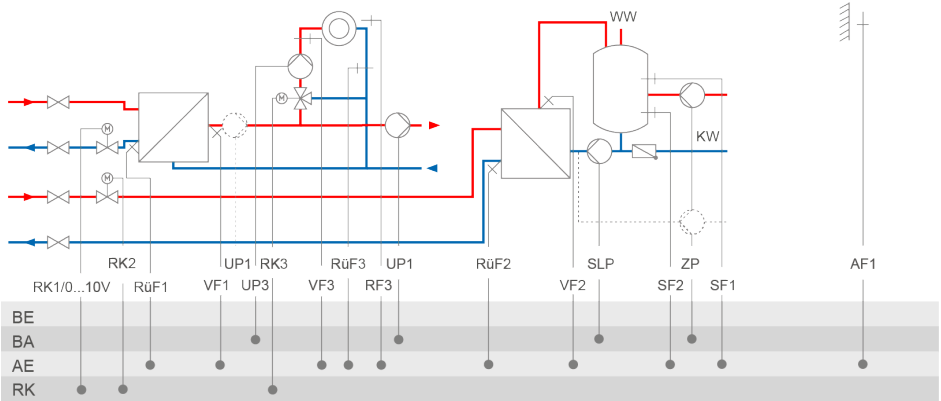 WW
M
M
KW
M
RK2 UP1 RK3 RüF3 UP1 RüF2 SLP ZP AF1
RK1/0...10V RüF1 VF1 UP3 VF3 RF3 VF2 SF2 SF1
BE
BA
AE
RK